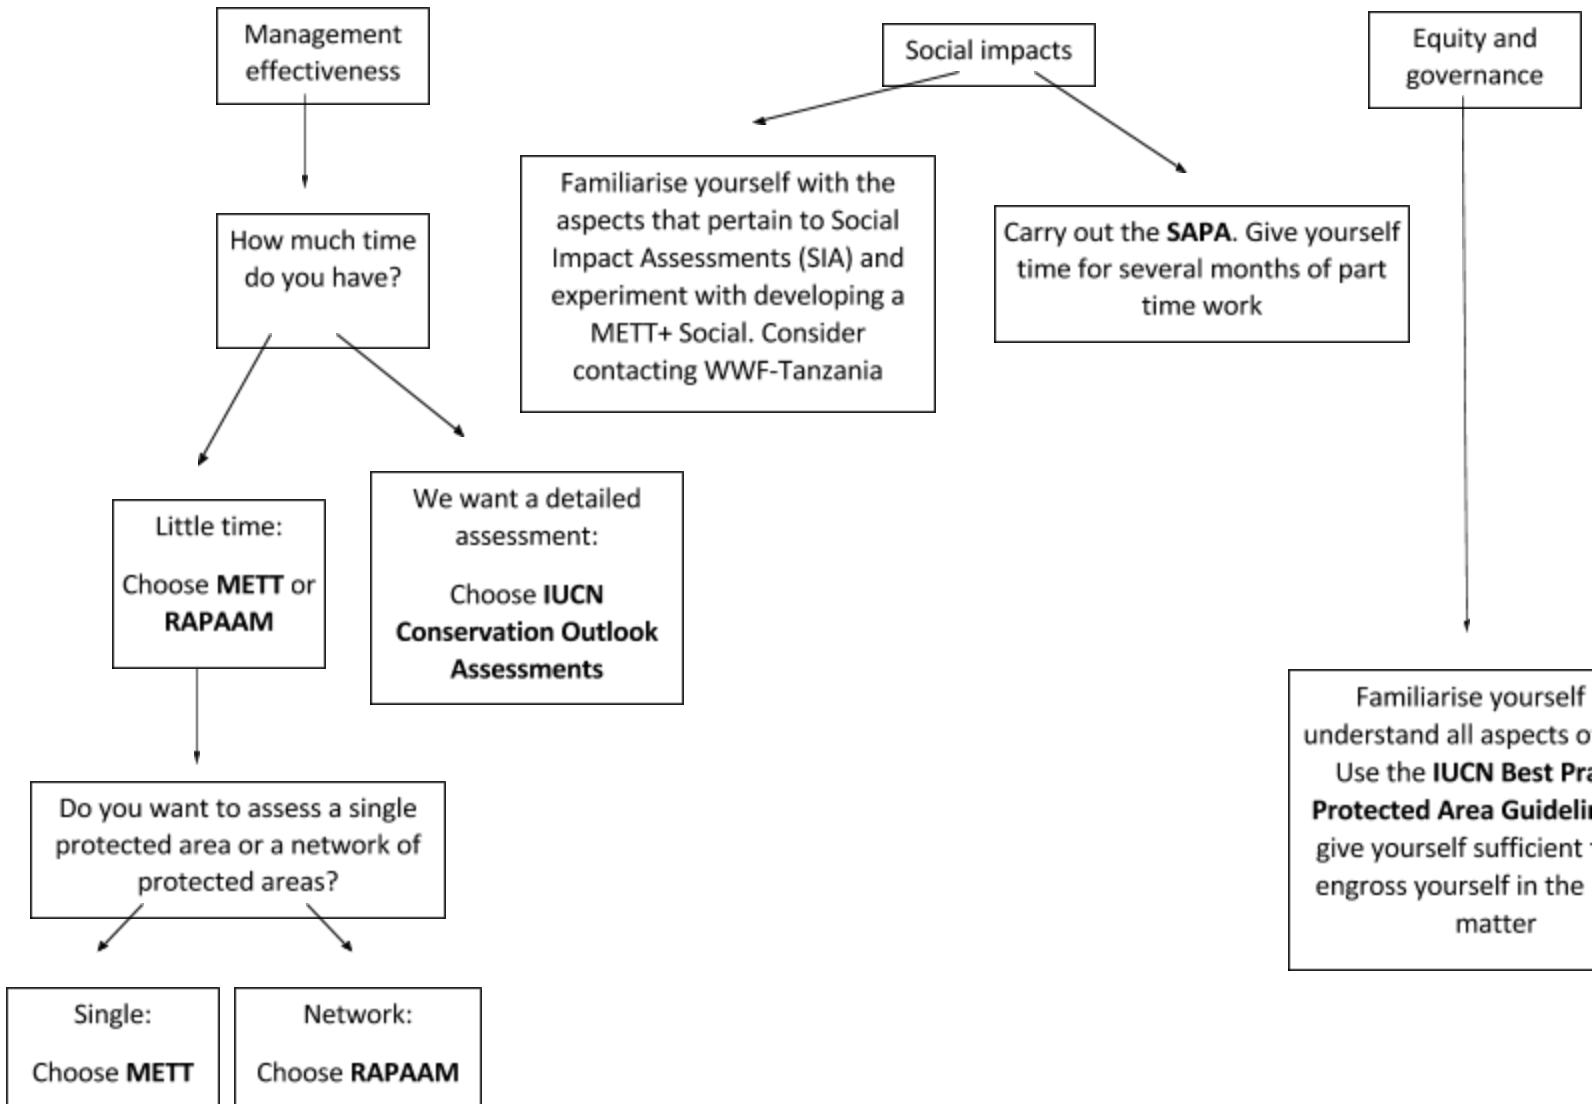 Management
effectiveness
How much time
do you have?
Little time:
Choose METT or
RAPAAM
We want a detailed
assessment:
Choose IUCN
Conservation Outlook
Assessments
Do you want to assess a single
protected area or a network of
protected areas?
Single:
Choose METT
Network:
Choose RAPAAM
Social impacts
Familiarise yourself with the
aspects that pertain to Social
Impact Assessments (SIA) and
experiment with developing a
METT+ Social. Consider
contacting WWF-Tanzania
Carry out the SAPA. Give yourself
time for several months of part
time work
Equity and
governance
Familiarise yourself
understand all aspects
Use the IUCN Best
Protected Area
give yourself sufficient
engross yourself in the
matter